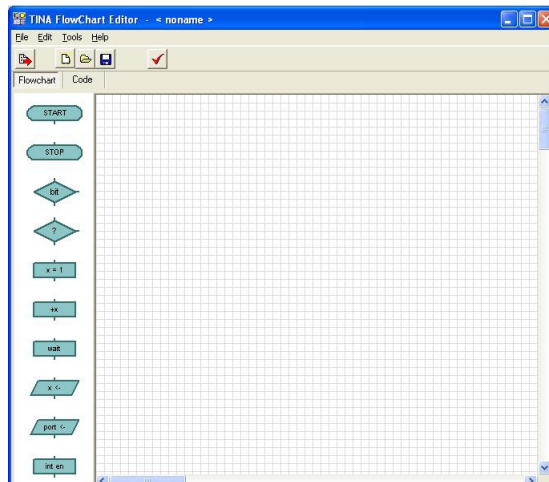 TINA FlowChart Editor - < noname >
File Edit Tools Help
Flowchart Code
START
STOP
bit
?
x = 1
+x
wait
x <-
port <-
int en